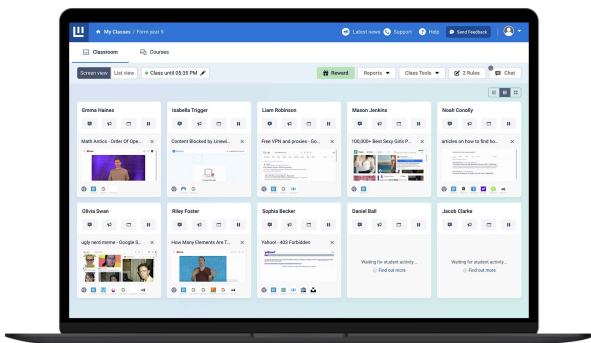 My Classes / Form year 9
Latest news Support Help Send Feedback
Classroom Courses
Screen view List view Class until 05:35 PM Reward Reports Class Tools 2 Rules Chat
Emma Haines Isabella Trigger Liam Robinson Mason Jenkins Noah Conolly
Math Antics - Order Of Ope... Content Blocked by Linewi... Free VPN and proxies - Go... 100,000+ Best Sexy Girls P... articles on how to find ho...
Olivia Swan Riley Foster Sophia Becker Daniel Ball Jacob Clarke
ugly nerd meme - Google S... How Many Elements Are T... Yahoo! - 403 Forbidden
Waiting for student activity... Waiting for student activity...
Find out more Find out more